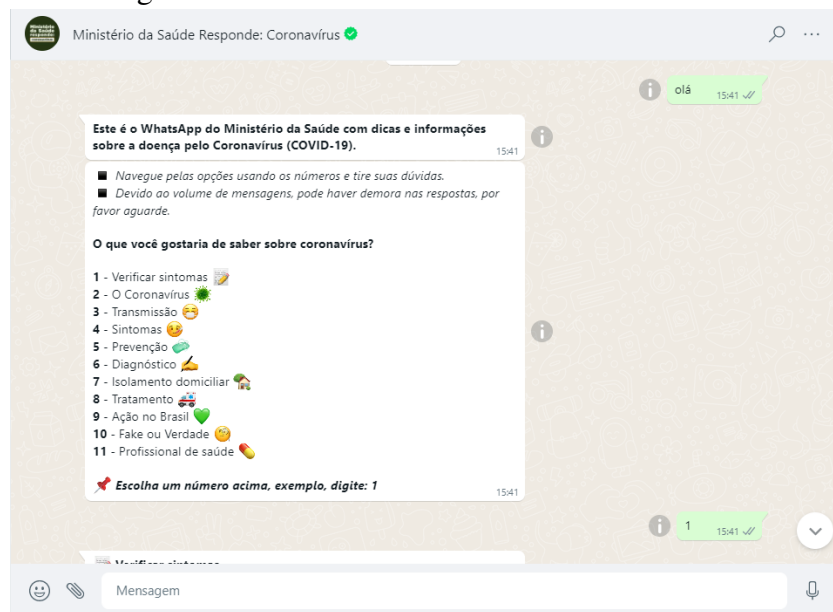 Ministério da Saúde Responde: Coronavírus
olá
15:41
Este é o WhatsApp do Ministério da Saúde com dicas e informações
sobre a doença pelo Coronavírus (COVID-19).
15:41
Navegue pelas opções usando os números e tire suas dúvidas.
Devido ao volume de mensagens, pode haver demora nas respostas, por
favor aguarde.
O que você gostaria de saber sobre coronavírus?
1 - Verificar sintomas
2 - O Coronavírus
3 - Transmissão
4 - Sintomas
5 - Prevenção
6 - Diagnóstico
7 - Isolamento domiciliar
8 - Tratamento
9 - Ação no Brasil
10 - Fake ou Verdade
11 - Profissional de saúde
Escolha um número acima, exemplo, digite: 1
15:41
1
15:41
Verificar sintomas
Mensagem